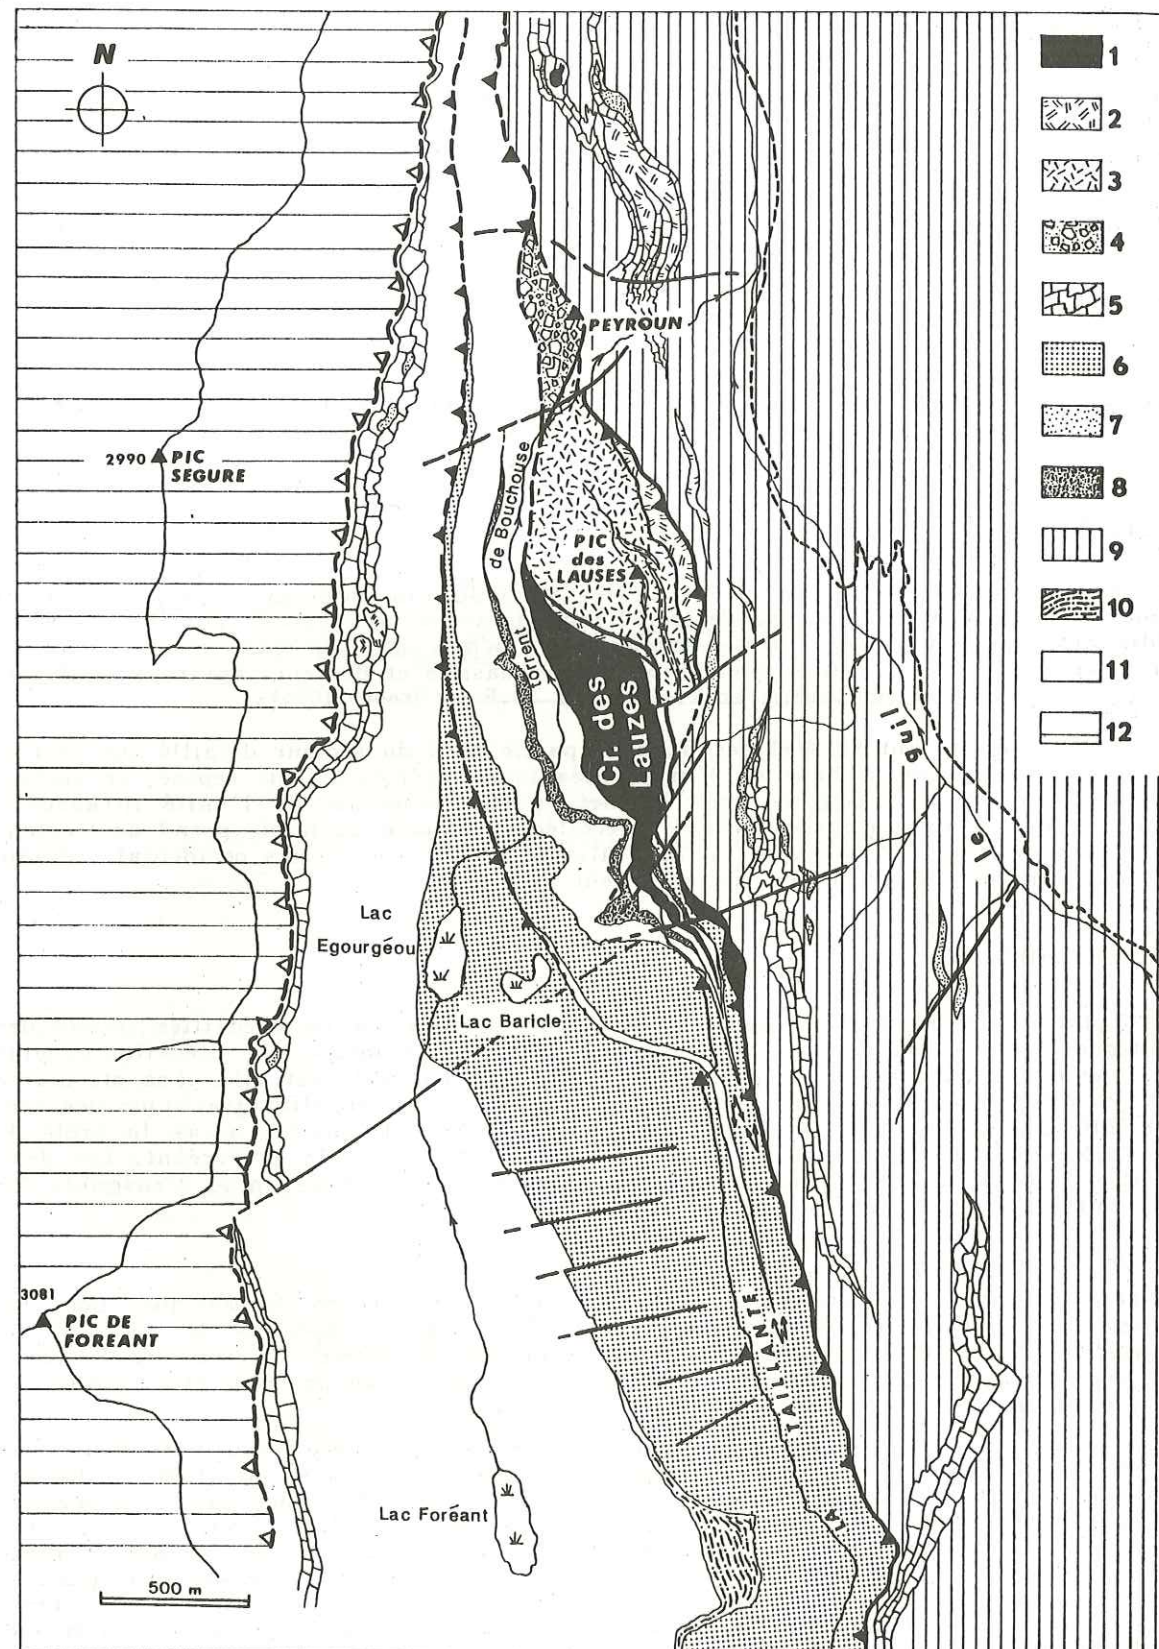 N
1
2
3
4
5
6
7
8
9
10
11
12
PEYROUN
2990 PIC
SEGURE
torrent de Bouchouse
PIC
des
LAUSES
Cr. des
Lauzes
le guil
Lac
Egourgéou
Lac Baricle
3081
PIC DE
FORÉANT
LA TAILLANTE
Lac Foréant
500 m